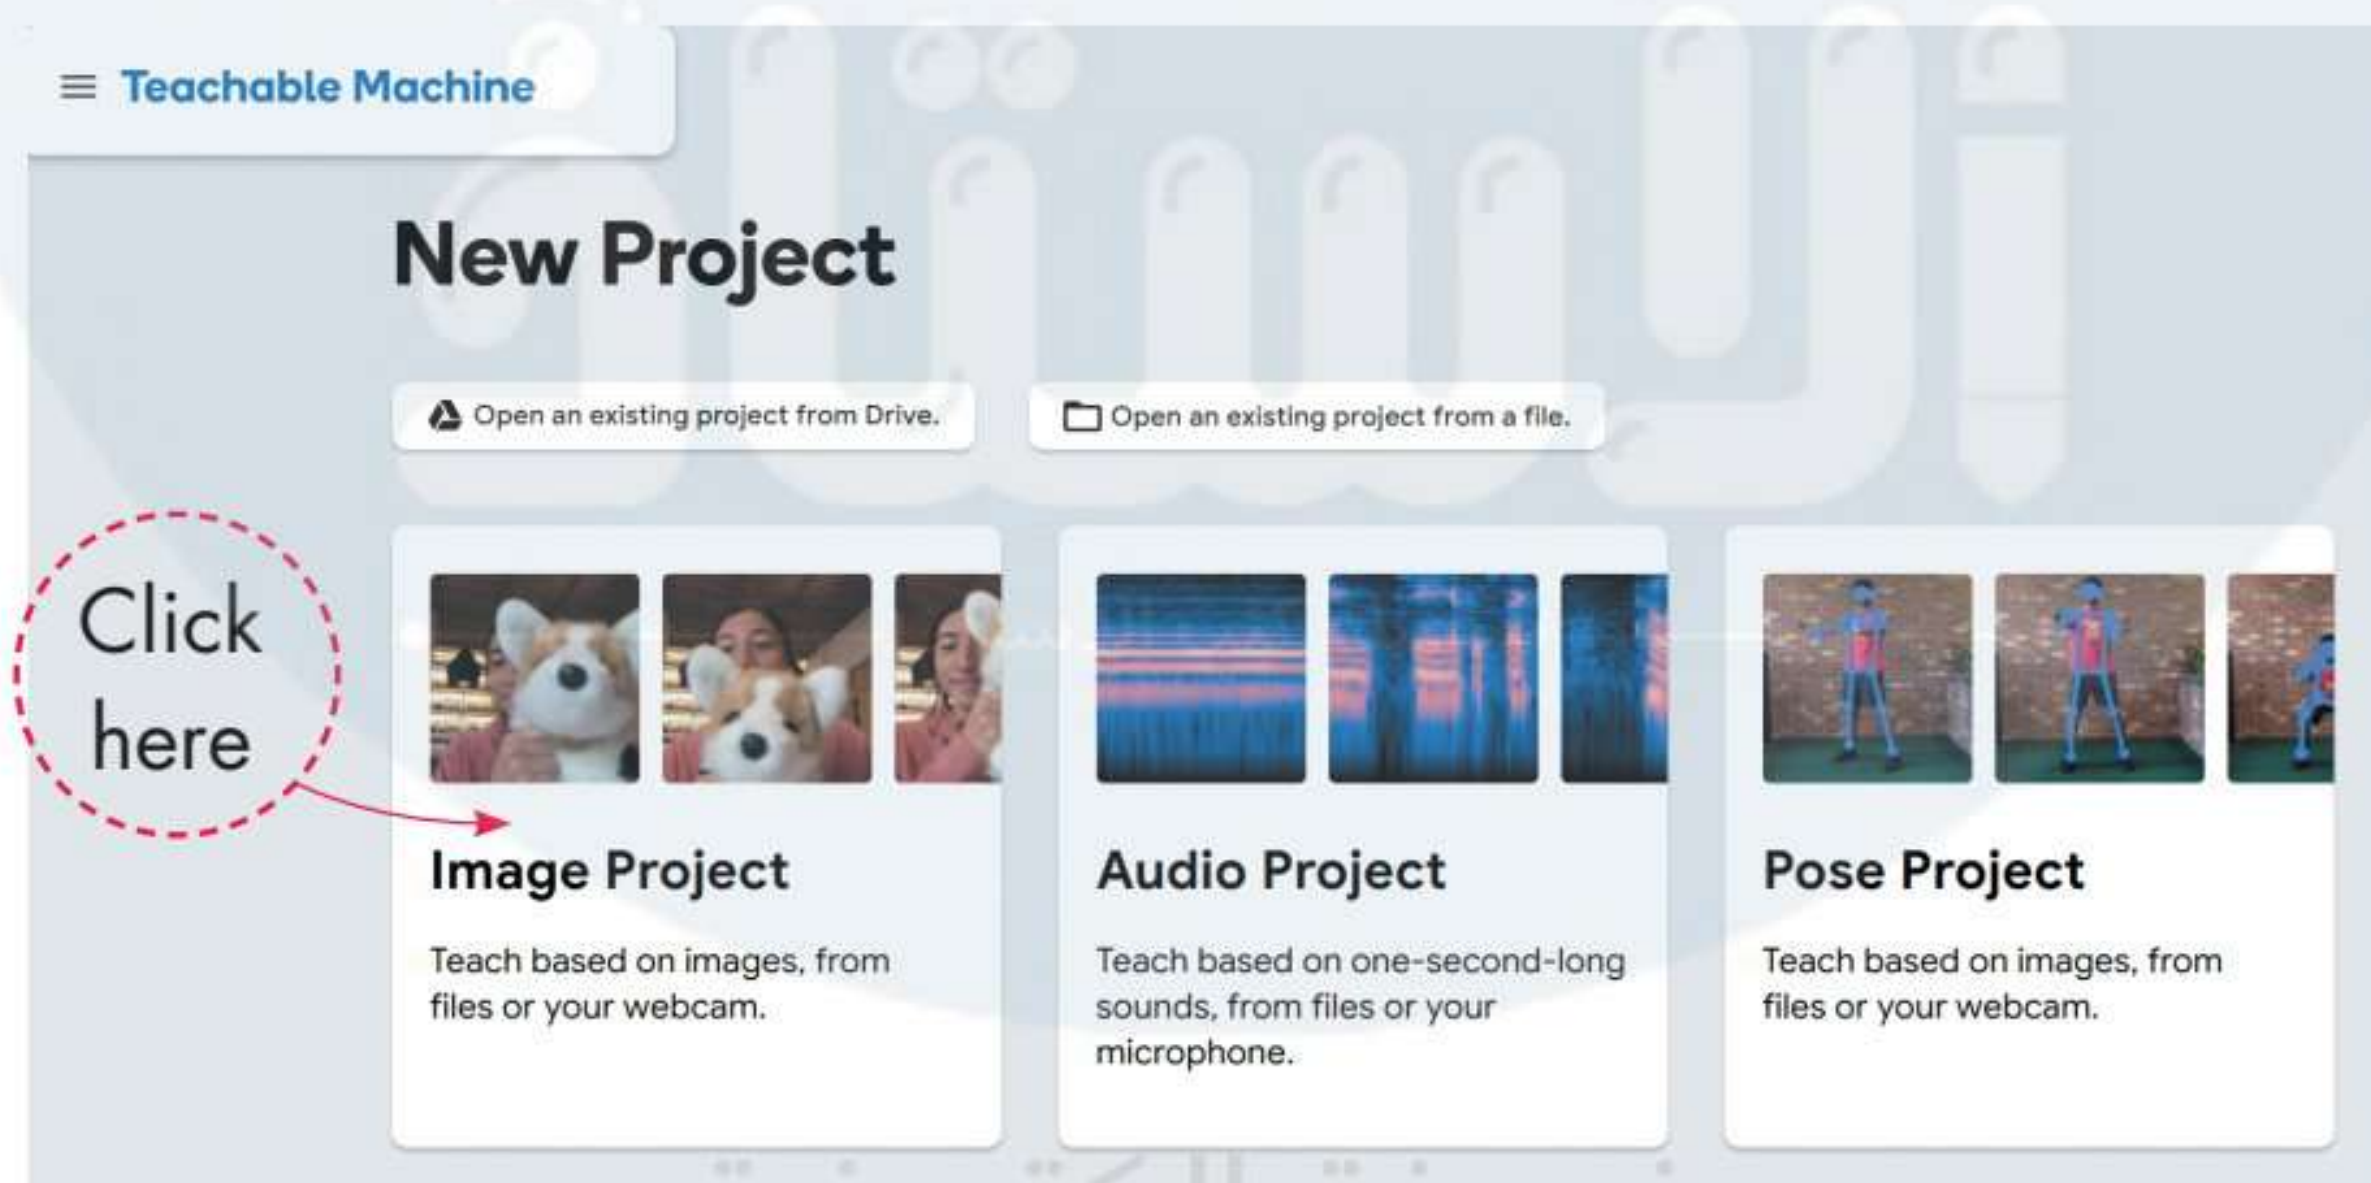 Teachable Machine
New Project
Open an existing project from Drive.
Open an existing project from a file.
Click
here
Image Project
Teach based on images, from
files or your webcam.
Audio Project
Teach based on one-second-long
sounds, from files or your
microphone.
Pose Project
Teach based on images, from
files or your webcam.